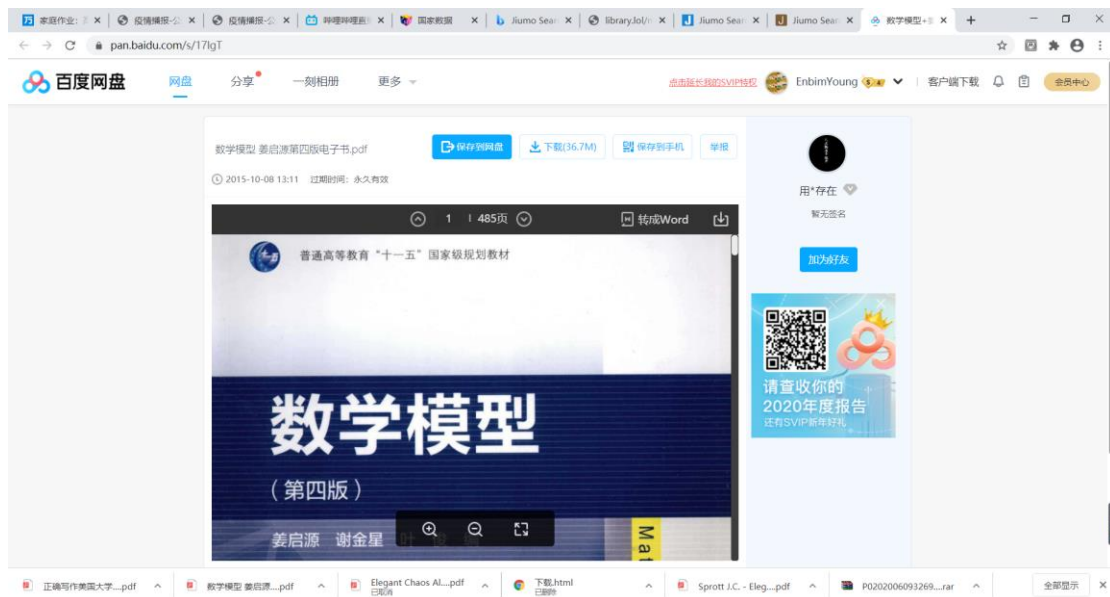 家庭作业:
疫情播报-公
疫情播报-公
哔哩哔哩直
国家数据
Jiumo Sear
library.lol/
Jiumo Sear
Jiumo Sear
数学模型+
pan.baidu.com/s/17lgT
百度网盘
网盘
分享
一刻相册
更多
点击延长我的SVIP特权
EnbimYoung
客户端下载
会员中心
数学模型 姜启源第四版电子书.pdf
保存到网盘
下载(36.7M)
保存到手机
举报
2015-10-08 13:11 过期时间: 永久有效
用*存在
暂无签名
加为好友
1 | 485页
转成Word
普通高等教育“十一五”国家级规划教材
数学模型
(第四版)
姜启源 谢金星 叶 俊
Ma
请查收你的
2020年度报告
还有SVIP新年好礼
正确写作美国大学....pdf
数学模型 姜启源....pdf
Elegant Chaos Al....pdf
已取消
下载.html
已删除
Sprott J.C. - Eleg....pdf
P0202006093269....rar
全部显示